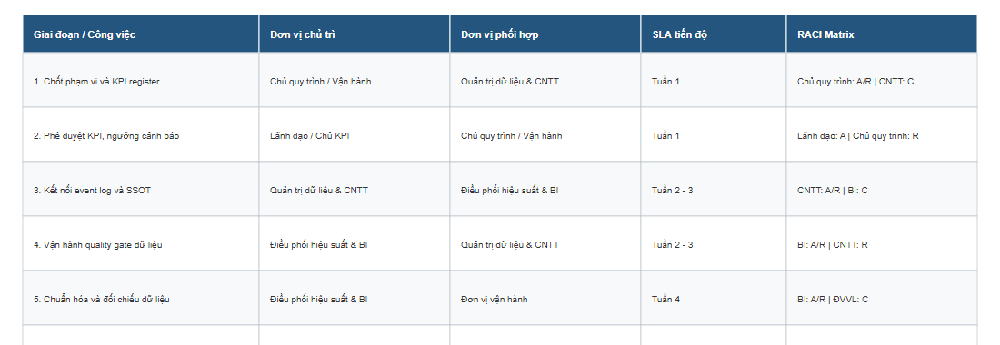 Giai đoạn / Công việc	Đơn vị chủ trì	Đơn vị phối hợp	SLA tiến độ	RACI Matrix
1. Chốt phạm vi và KPI register	Chủ quy trình / Vận hành	Quản trị dữ liệu & CNTT	Tuần 1	Chủ quy trình: A/R | CNTT: C
2. Phê duyệt KPI, ngưỡng cảnh báo	Lãnh đạo / Chủ KPI	Chủ quy trình / Vận hành	Tuần 1	Lãnh đạo: A | Chủ quy trình: R
3. Kết nối event log và SSOT	Quản trị dữ liệu & CNTT	Điều phối hiệu suất & BI	Tuần 2 - 3	CNTT: A/R | BI: C
4. Vận hành quality gate dữ liệu	Điều phối hiệu suất & BI	Quản trị dữ liệu & CNTT	Tuần 2 - 3	BI: A/R | CNTT: R
5. Chuẩn hóa và đối chiếu dữ liệu	Điều phối hiệu suất & BI	Đơn vị vận hành	Tuần 4	BI: A/R | ĐVVL: C